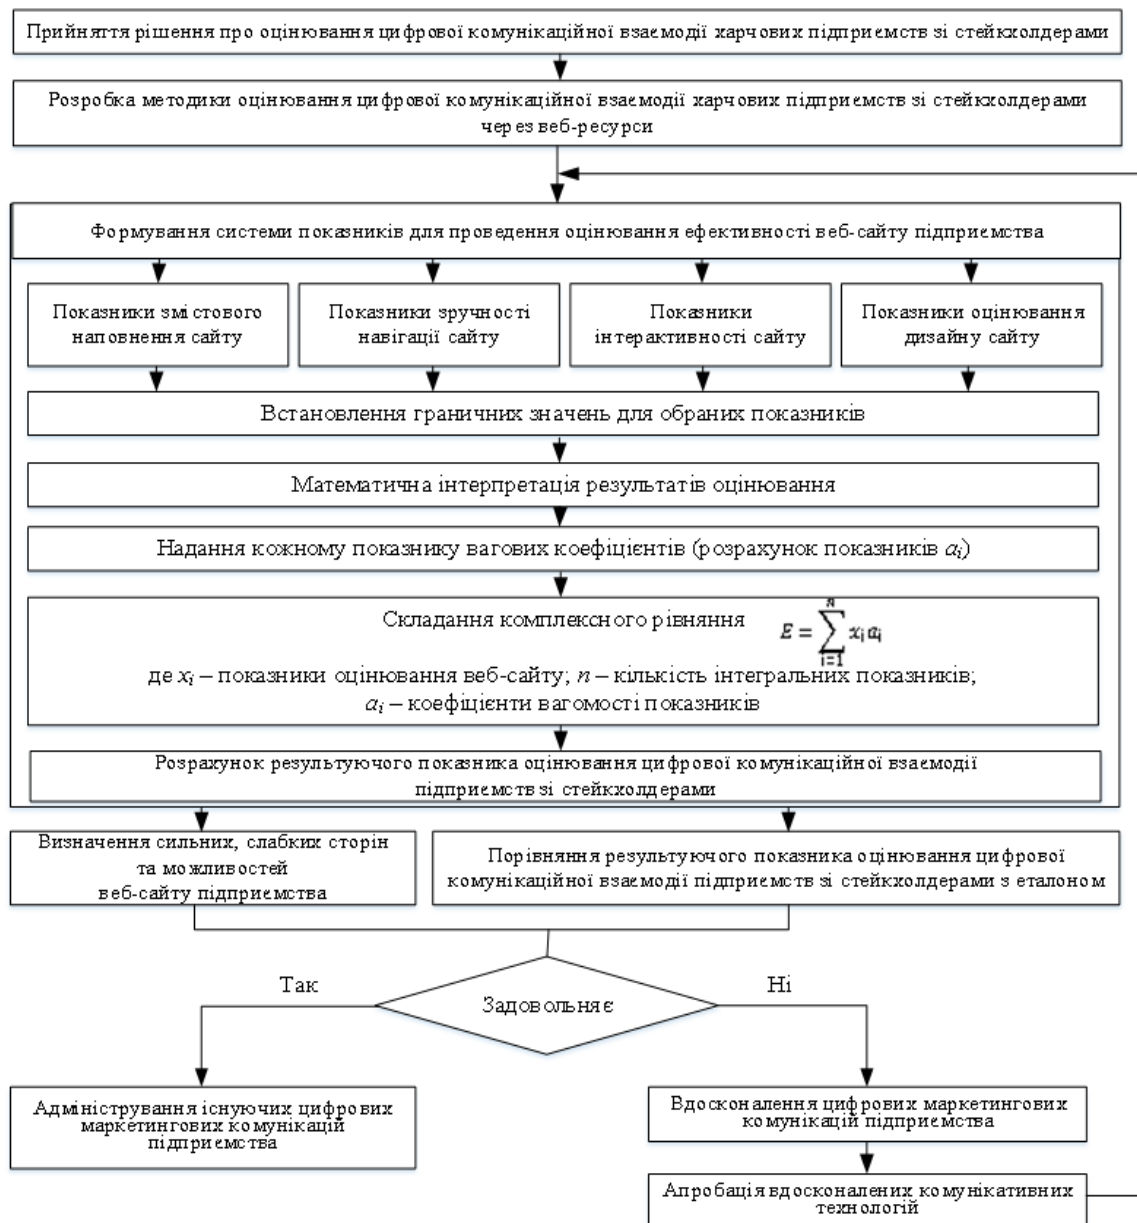 Прийняття рішення про оцінювання цифрової комунікаційної взаємодії харчових підприємств зі стейкхолдерами
Розробка методики оцінювання цифрової комунікаційної взаємодії харчових підприємств зі стейкхолдерами
через веб-ресурси
Формування системи показників для проведення оцінювання ефективності веб-сайту підприємства
Показники змістового
наповнення сайту
Показники зручності
навігації сайту
Показники
інтерактивності сайту
Показники оцінювання
дизайну сайту
Встановлення граничних значень для обраних показників
Математична інтерпретація результатів оцінювання
Надання кожному показнику вагових коефіцієнтів (розрахунок показників aᵢ)
Складання комплексного рівняння E = ∑ⁿᵢ₌₁ xᵢ aᵢ
де xᵢ – показники оцінювання веб-сайту; n – кількість інтегральних показників;
aᵢ – коефіцієнти вагомості показників
Розрахунок результуючого показника оцінювання цифрової комунікаційної взаємодії
підприємств зі стейкхолдерами
Визначення сильних, слабких сторін
та можливостей
веб-сайту підприємства
Порівняння результуючого показника оцінювання цифрової
комунікаційної взаємодії підприємств зі стейкхолдерами з еталоном
Так
Ні
Задовольняє
Адміністрування існуючих цифрових
маркетингових комунікацій
підприємства
Вдосконалення цифрових маркетингових
комунікацій підприємства
Апробація вдосконалених комунікативних
технологій